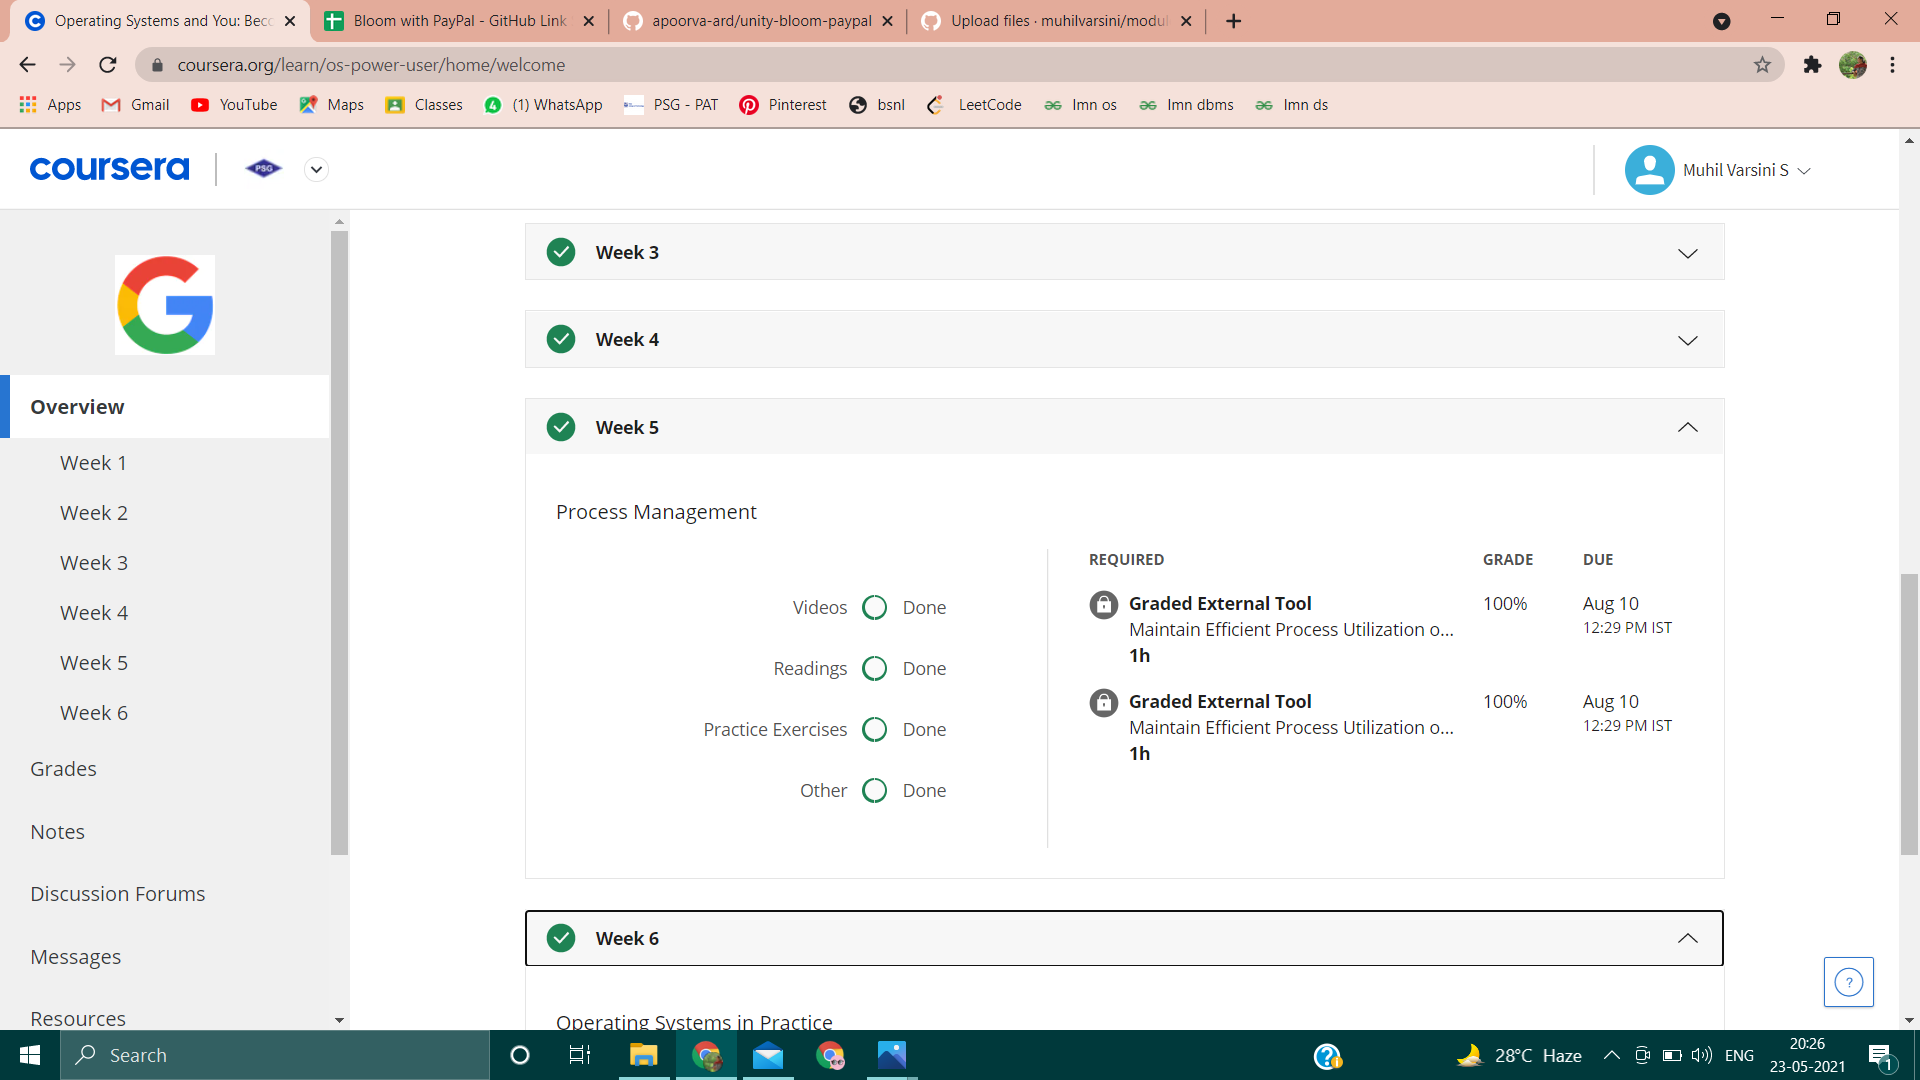 Operating Systems and You: Beco
Bloom with PayPal - GitHub Link
apoorva-ard/unity-bloom-paypal
Upload files · muhilvarsini/modul
coursera.org/learn/os-power-user/home/welcome
Apps
Gmail
YouTube
Maps
Classes
(1) WhatsApp
PSG - PAT
Pinterest
bsnl
LeetCode
lmn os
lmn dbms
lmn ds
coursera
PSG
Muhil Varsini S
Overview
Week 1
Week 2
Week 3
Week 4
Week 5
Week 6
Grades
Notes
Discussion Forums
Messages
Resources
Week 3
Week 4
Week 5
Process Management
Videos Done
Readings Done
Practice Exercises Done
Other Done
REQUIRED GRADE DUE
Graded External Tool 100% Aug 10
Maintain Efficient Process Utilization o... 12:29 PM IST
1h
Graded External Tool 100% Aug 10
Maintain Efficient Process Utilization o... 12:29 PM IST
1h
Week 6
Operating Systems in Practice
?
Search
28°C Haze
ENG
20:26
23-05-2021
1